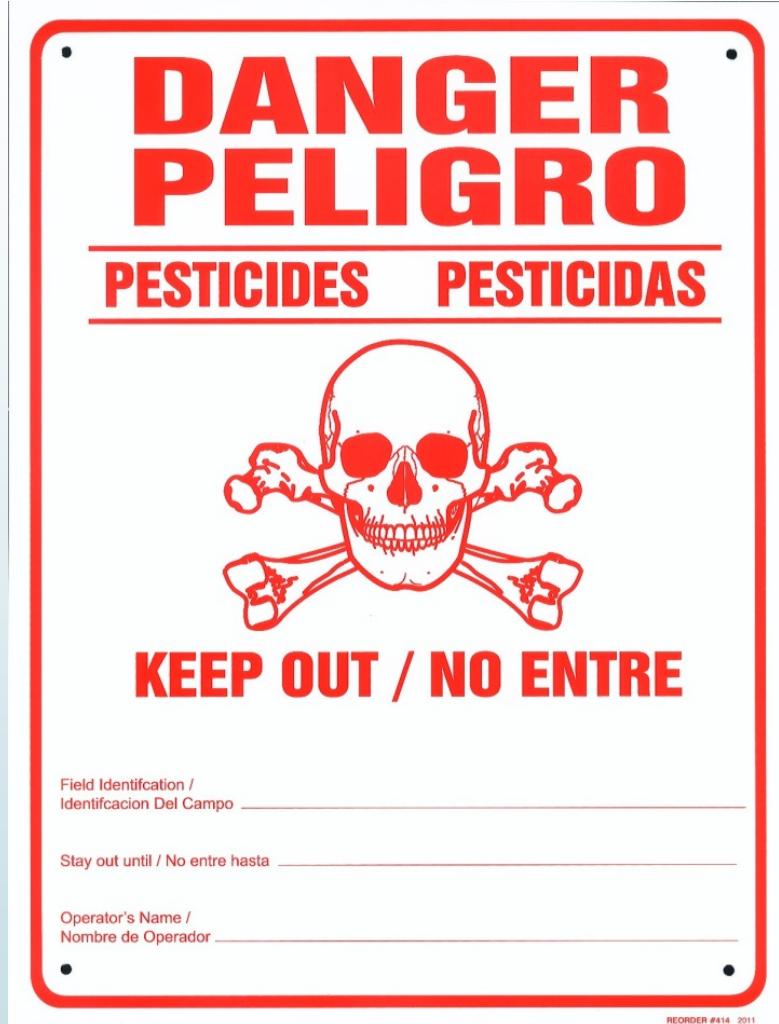 DANGER
PELIGRO
PESTICIDES PESTICIDAS
KEEP OUT / NO ENTRE
Field Identifcation /
Identifcacion Del Campo
Stay out until / No entre hasta
Operator's Name /
Nombre de Operador
REORDER #414 2011